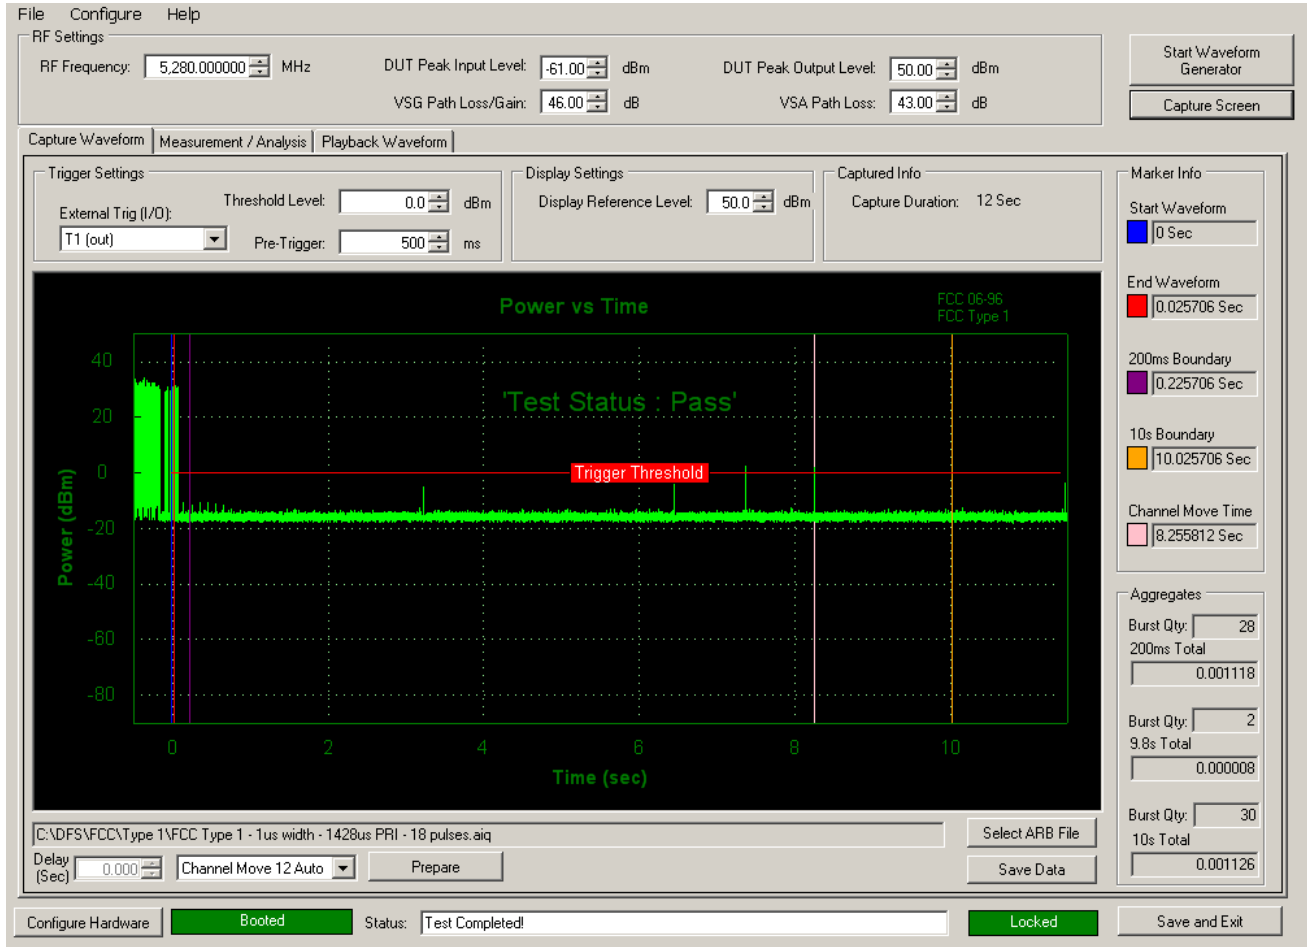 File Configure Help
RF Settings
RF Frequency: 5,280.000000 MHz
DUT Peak Input Level: -61.00 dBm
DUT Peak Output Level: 50.00 dBm
VSG Path Loss/Gain: 46.00 dB
VSA Path Loss: 43.00 dB
Start Waveform
Generator
Capture Screen
Capture Waveform Measurement / Analysis Playback Waveform
Trigger Settings
External Trig (I/O):
T1 (out)
Threshold Level: 0.0 dBm
Pre-Trigger: 500 ms
Display Settings
Display Reference Level: 50.0 dBm
Captured Info
Capture Duration: 12 Sec
Power vs Time
FCC 06-96
FCC Type 1
'Test Status : Pass'
Trigger Threshold
Power (dBm)
40
20
0
-20
-40
-60
-80
0 2 4 6 8 10
Time (sec)
Marker Info
Start Waveform
0 Sec
End Waveform
0.025706 Sec
200ms Boundary
0.225706 Sec
10s Boundary
10.025706 Sec
Channel Move Time
8.255812 Sec
Aggregates
Burst Qty: 28
200ms Total
0.001118
Burst Qty: 2
9.8s Total
0.000008
Burst Qty: 30
10s Total
0.001126
C:\DFS\FCC\Type 1\FCC Type 1 - 1us width - 1428us PRI - 18 pulses.aiq
Select ARB File
Delay
(Sec) 0.000
Channel Move 12 Auto
Prepare
Save Data
Configure Hardware
Booted
Status: Test Completed!
Locked
Save and Exit